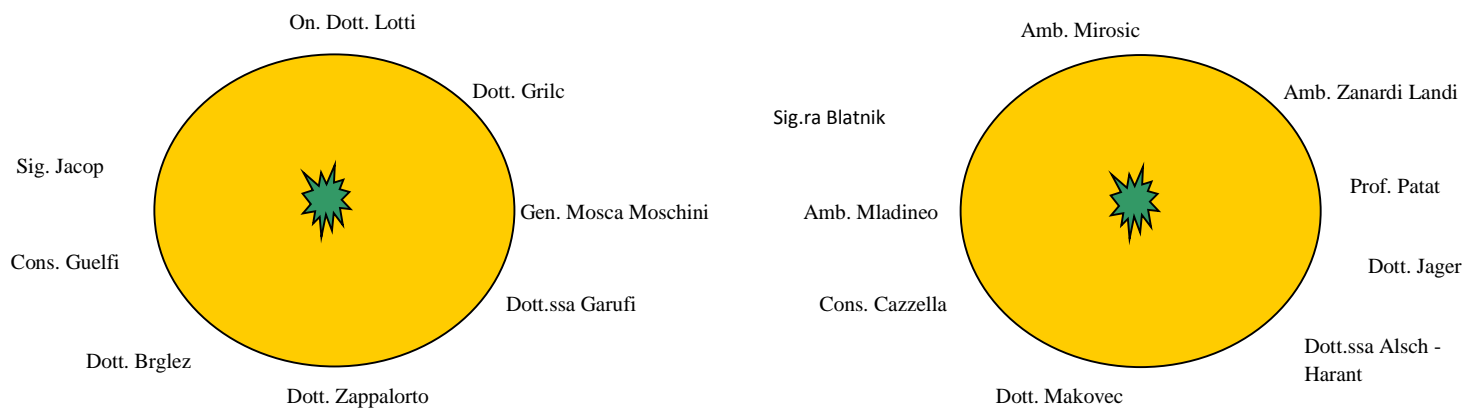 On. Dott. Lotti
Dott. Grilc
Sig. Jacop
Gen. Mosca Moschini
Cons. Guelfi
Dott.ssa Garufi
Dott. Brglez
Dott. Zappalorto
Amb. Mirosic
Amb. Zanardi Landi
Sig.ra Blatnik
Prof. Patat
Amb. Mladineo
Dott. Jager
Cons. Cazzella
Dott.ssa Alsch -
Harant
Dott. Makovec